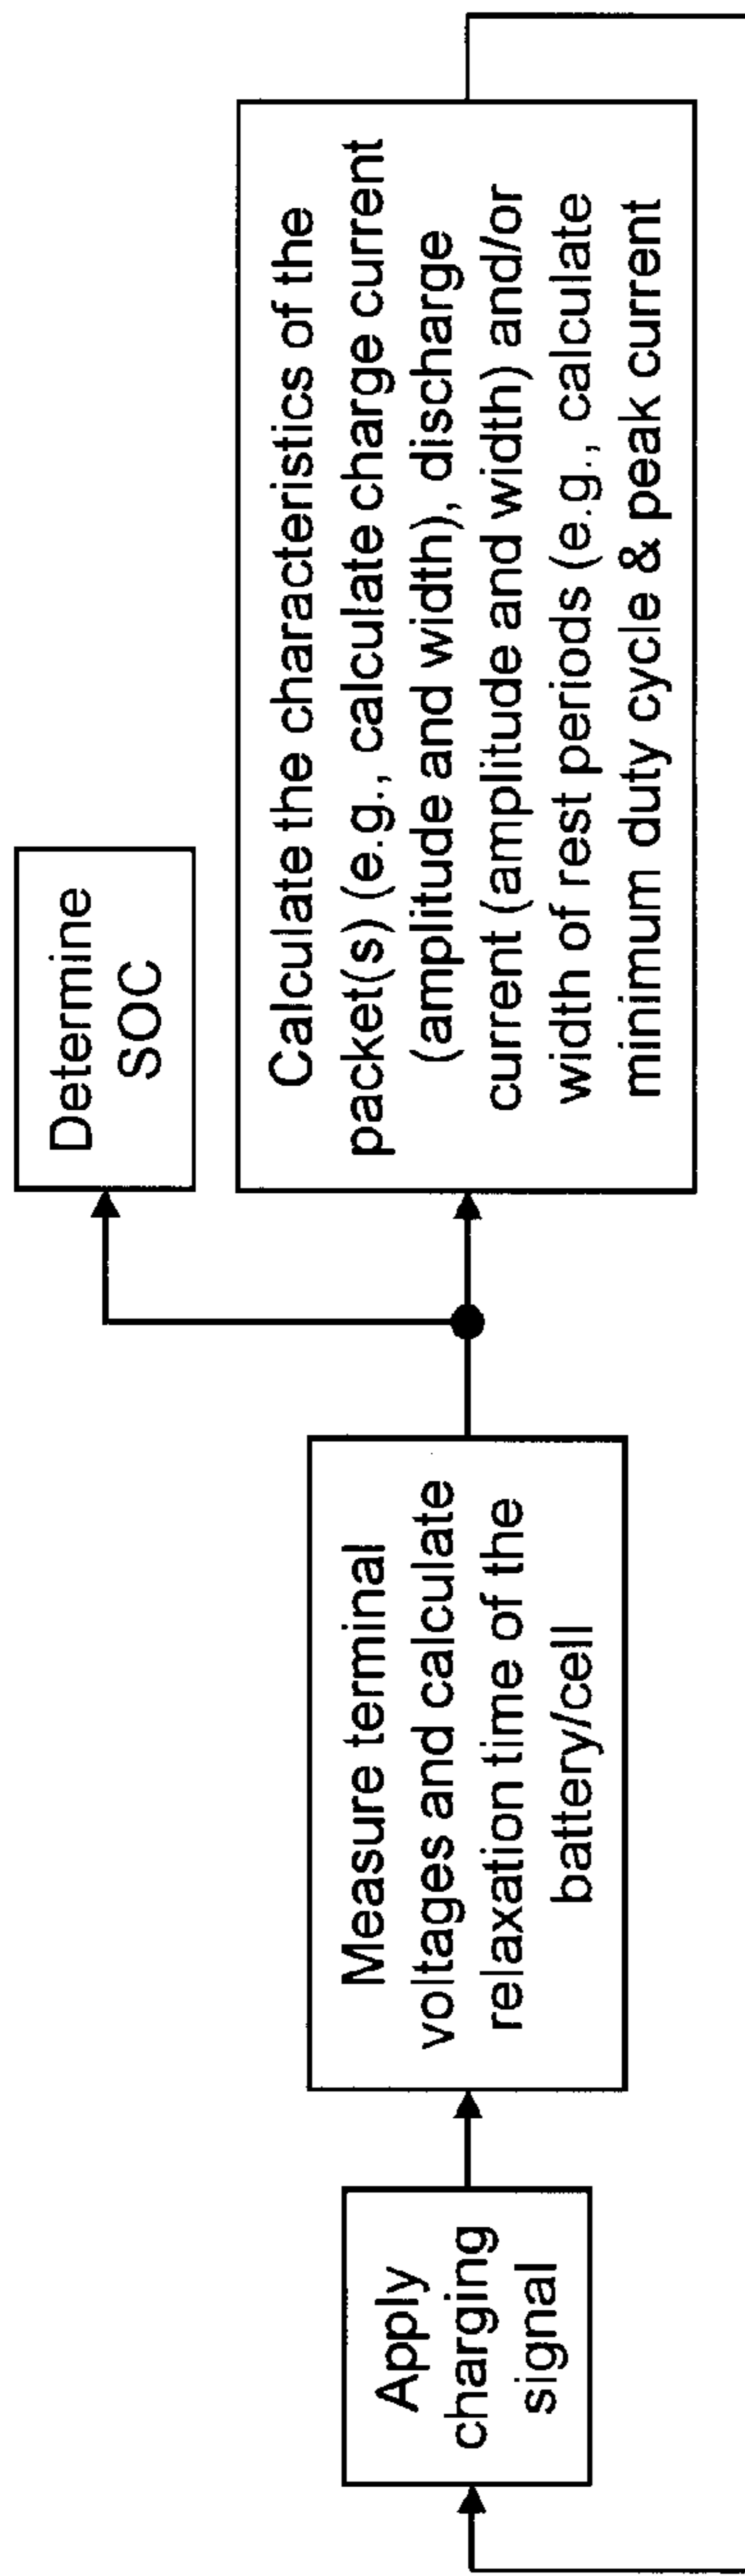 Apply
charging
signal
Measure terminal
voltages and calculate
relaxation time of the
battery/cell
Determine
SOC
Calculate the characteristics of the
packet(s) (e.g., calculate charge current
(amplitude and width), discharge
current (amplitude and width) and/or
width of rest periods (e.g., calculate
minimum duty cycle & peak current